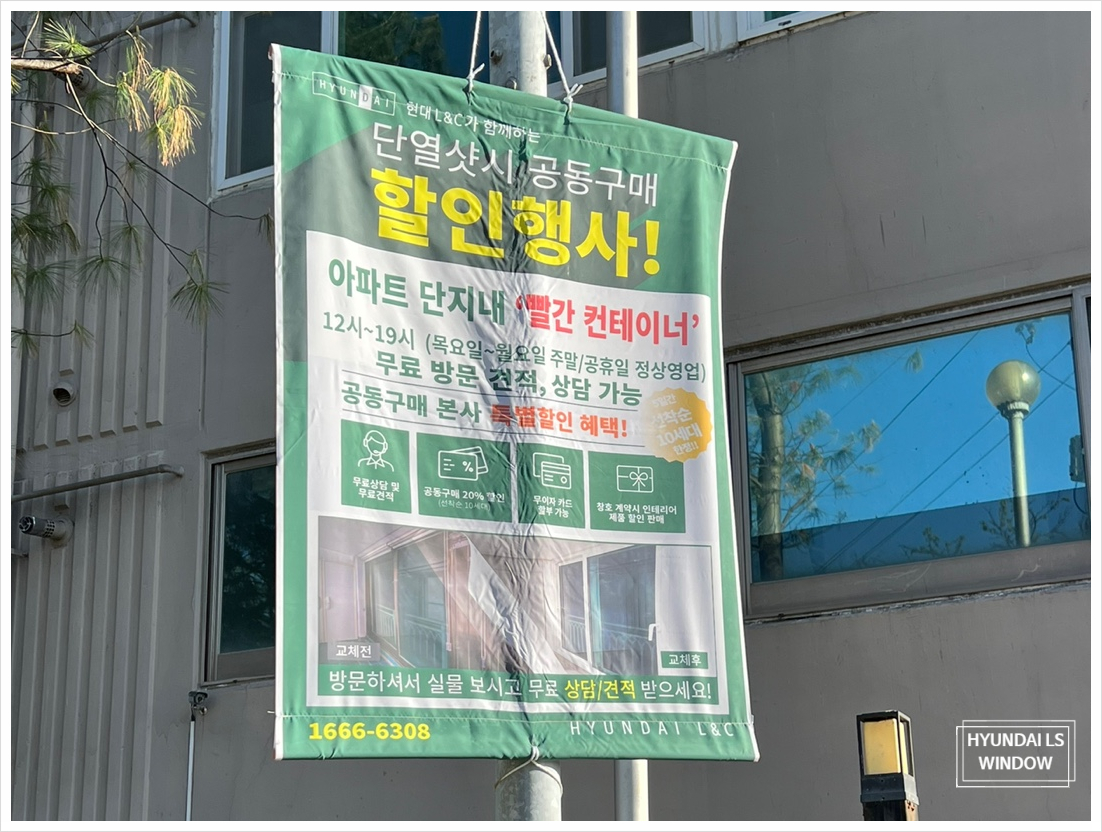 HYUNDAI 현대 L&C가 함께하는
단열샷시 공동구매
할인행사!
아파트 단지내 '빨간 컨테이너'
12시~19시 (목요일~월요일 주말/공휴일 정상영업)
무료 방문 견적, 상담 가능
공동구매 본사 특별할인 혜택!
선착순
10세대
한정!!
무료상담 및
무료견적
공동구매 20% 할인
(선착순 10세대)
무이자 카드
할부 가능
창호 계약시 인테리어
제품 할인 판매
교체전
교체후
방문하셔서 실물 보시고 무료 상담/견적 받으세요!
1666-6308
HYUNDAI L&C
HYUNDAI LS
WINDOW